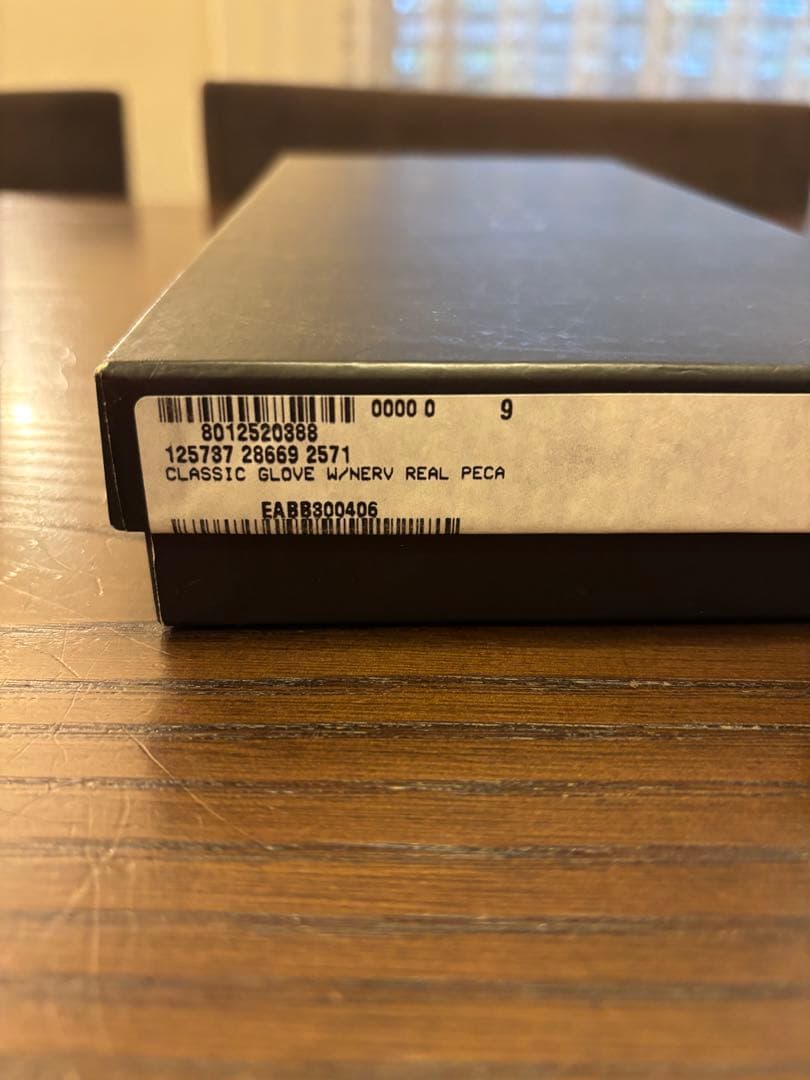 0000 0 9
8012520388
125737 28669 2571
CLASSIC GLOVE W/NERV REAL PECA
EABB300406